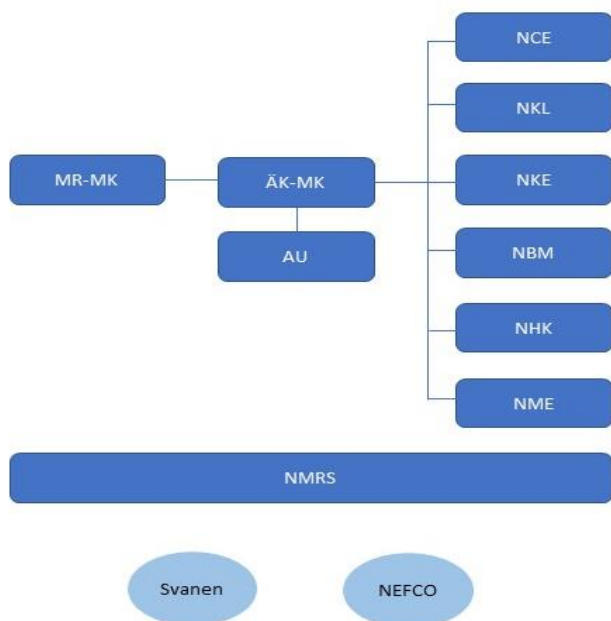 NCE
NKL
MR-MK
ÄK-MK
NKE
AU
NBM
NHK
NME
NMRS
Svanen
NEFCO